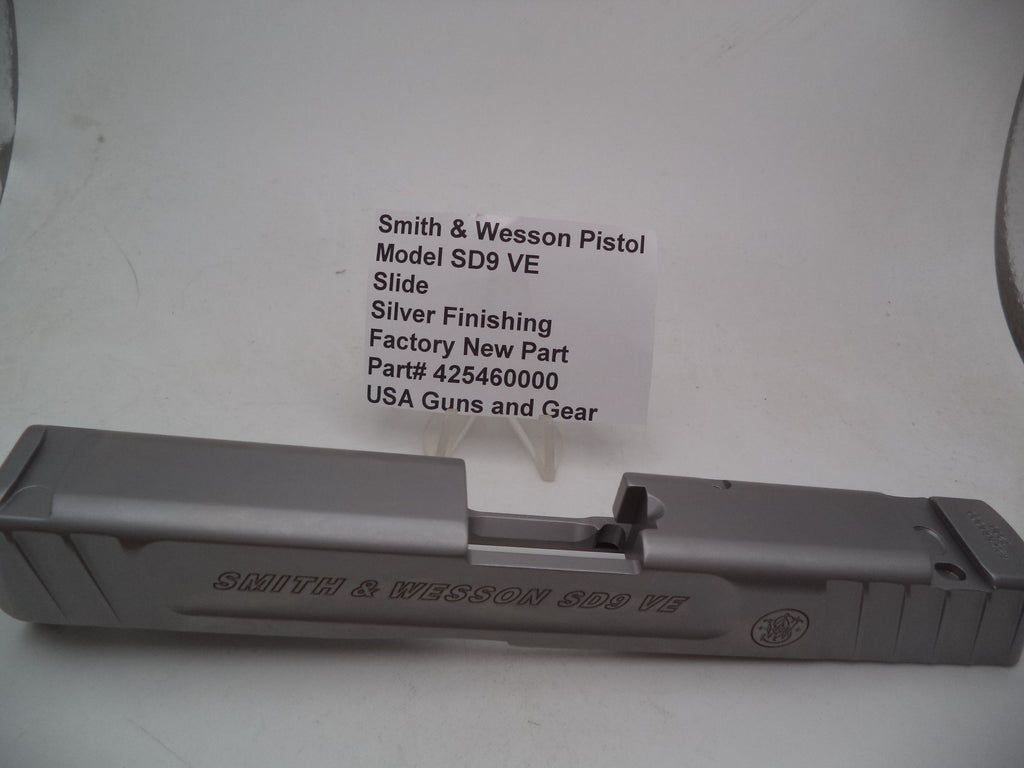 Smith & Wesson Pistol
Model SD9 VE
Slide
Silver Finishing
Factory New Part
Part# 425460000
USA Guns and Gear
SMITH & WESSON SD9 VE